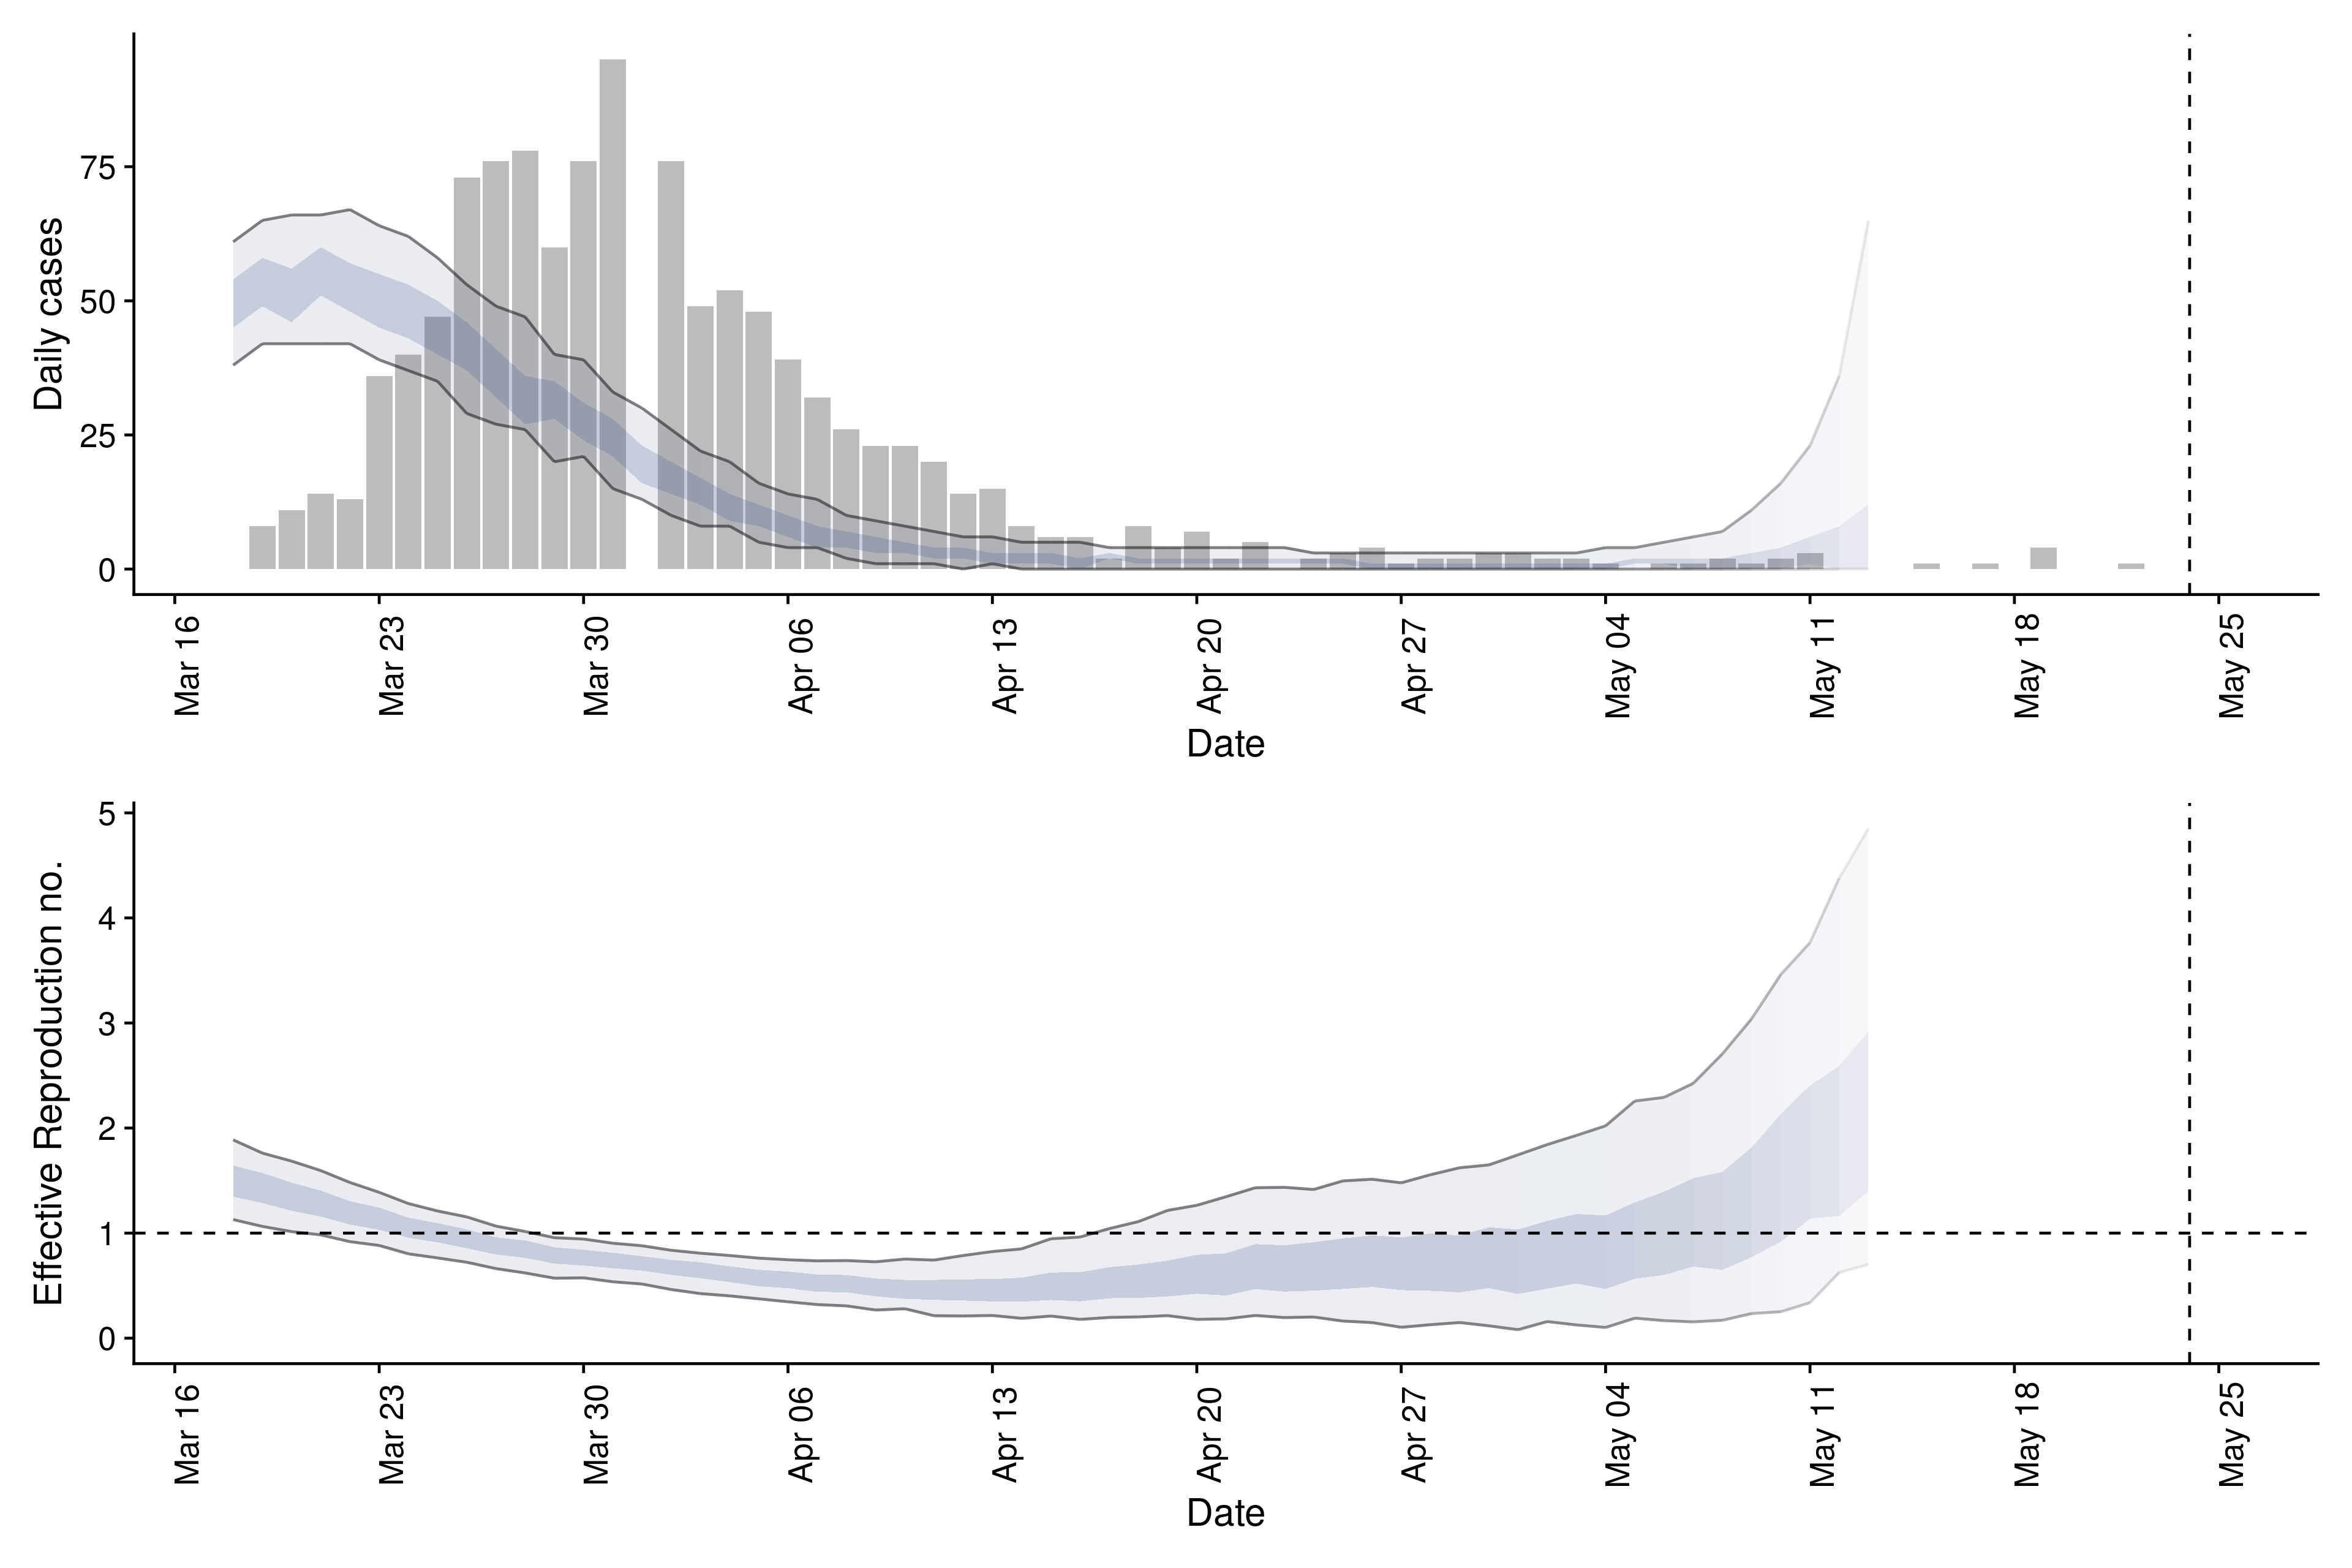 Daily cases
75
50
25
0
Mar 16
Mar 23
Mar 30
Apr 06
Apr 13
Apr 20
Apr 27
May 04
May 11
May 18
May 25
Date
Effective Reproduction no.
5
4
3
2
1
0
Mar 16
Mar 23
Mar 30
Apr 06
Apr 13
Apr 20
Apr 27
May 04
May 11
May 18
May 25
Date